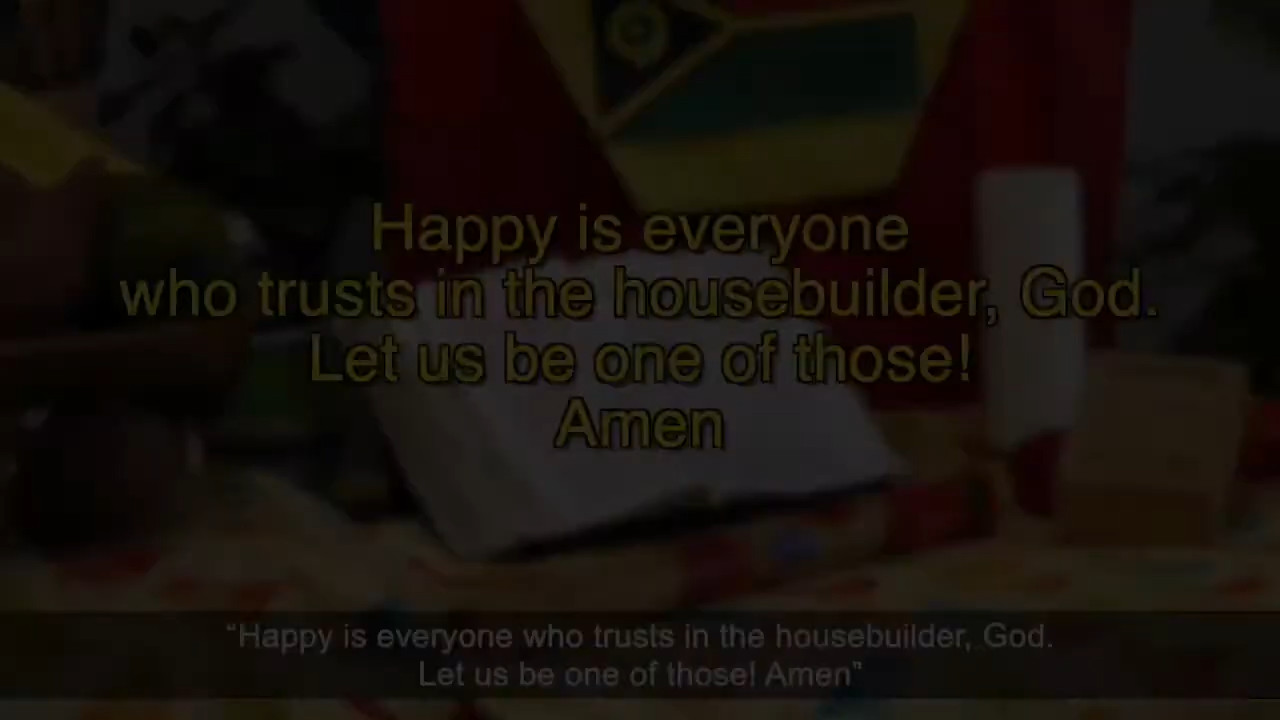 Happy is everyone
who trusts in the housebuilder, God.
Let us be one of those!
Amen
“Happy is everyone who trusts in the housebuilder, God.
Let us be one of those! Amen”